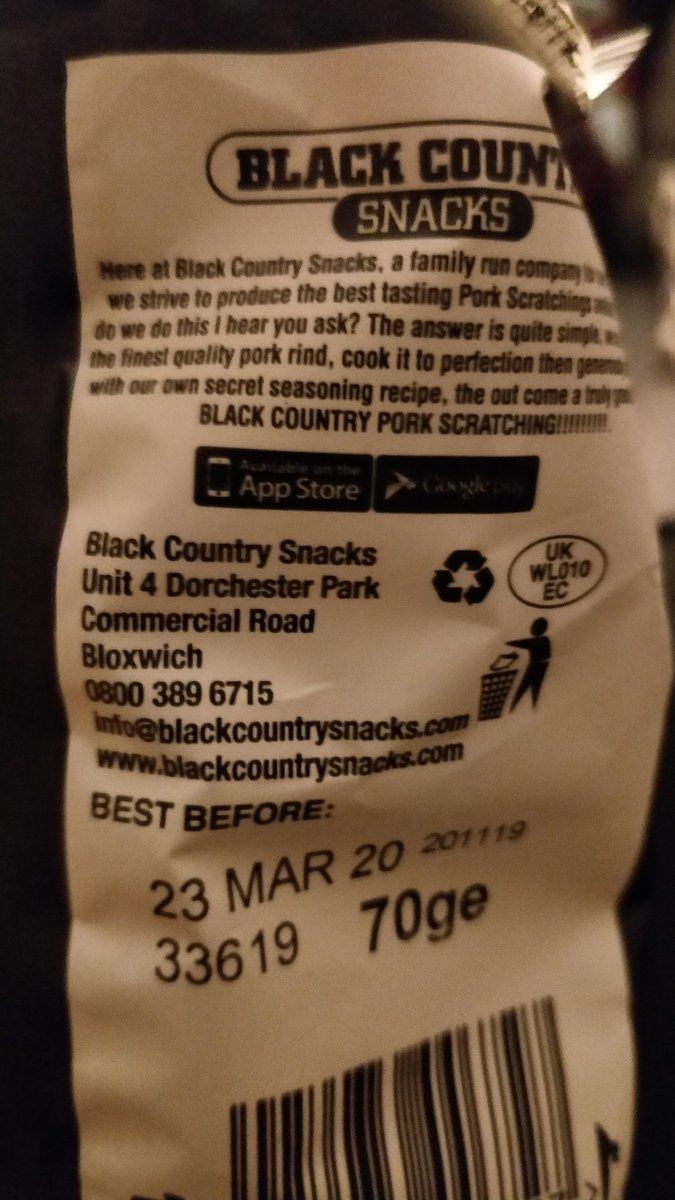 BLACK COUNT
SNACKS
Here at Black Country Snacks, a family run company
we strive to produce the best tasting Pork Scratchings
do we do this I hear you ask? The answer is quite simple,
the finest quality pork rind, cook it to perfection then
with our own secret seasoning recipe, the out come a truly
BLACK COUNTRY PORK SCRATCHING!!!!!!!!!
Available on the
App Store
Google play
Black Country Snacks
Unit 4 Dorchester Park
Commercial Road
Bloxwich
0800 389 6715
info@blackcountrysnacks.com
www.blackcountrysnacks.com
UK
WL010
EC
BEST BEFORE:
23 MAR 20 201119
33619 70ge